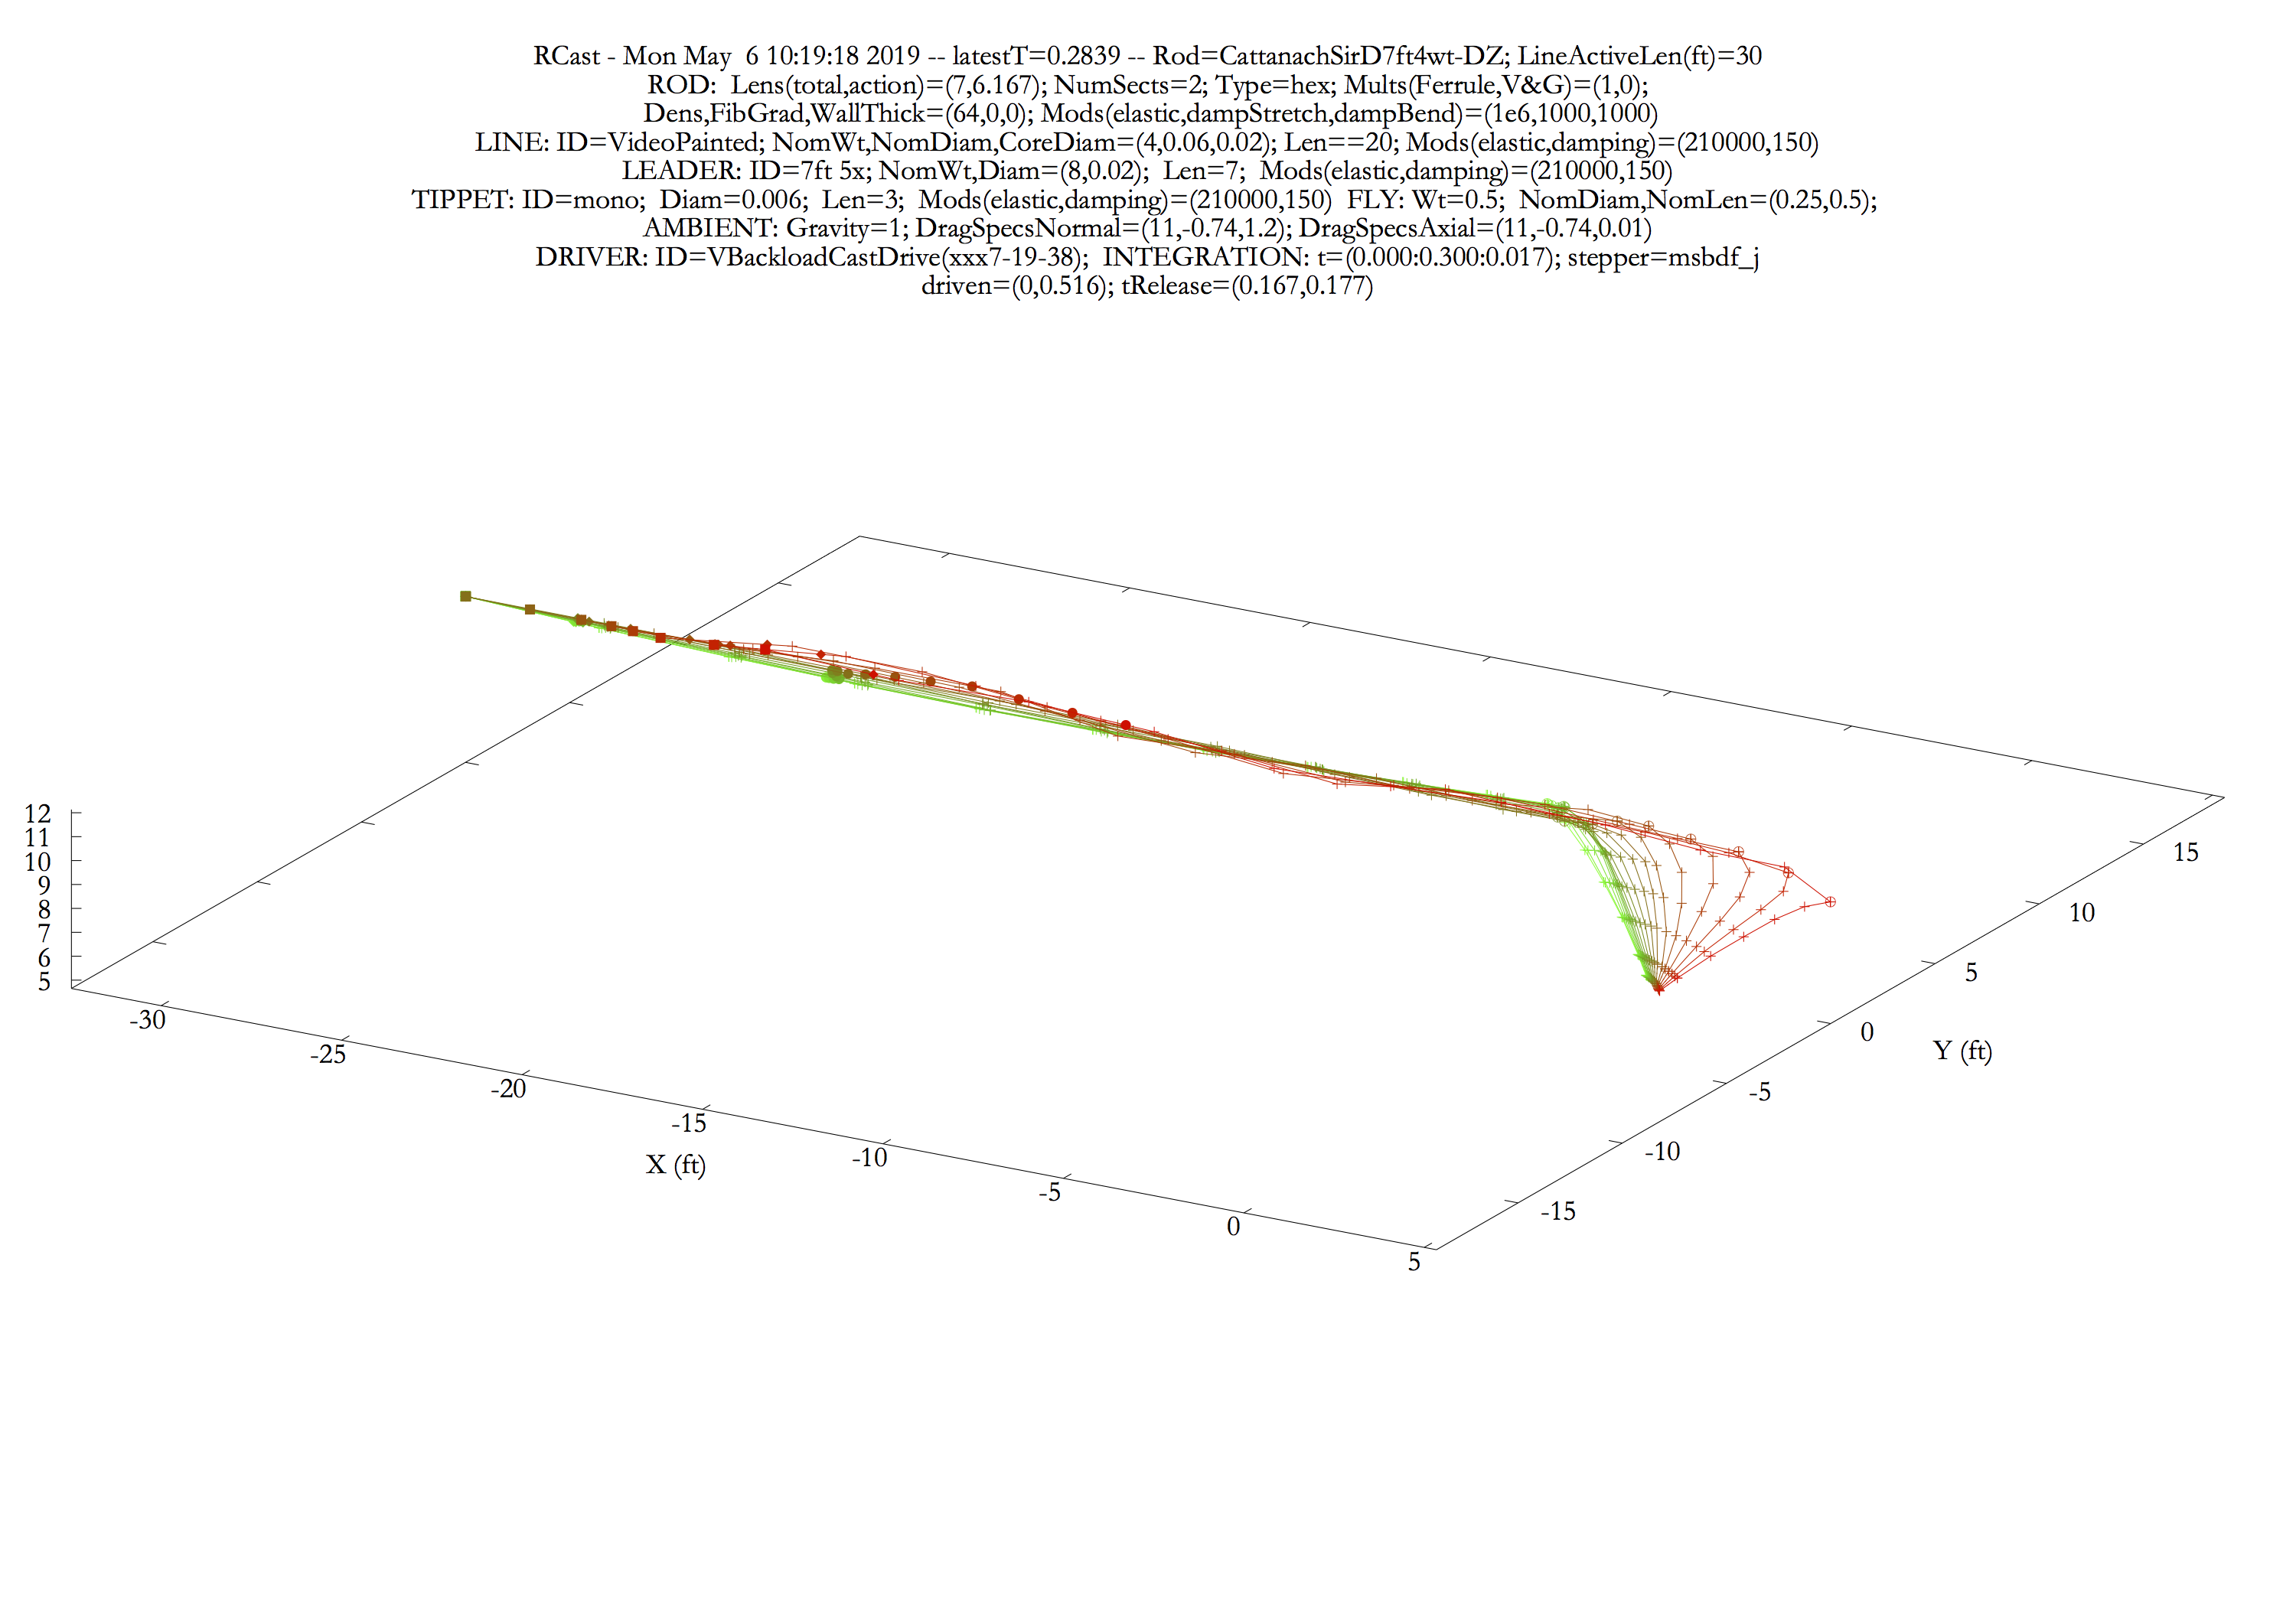 RCast - Mon May  6 10:19:18 2019 -- latestT=0.2839 -- Rod=CattanachSirD7ft4wt-DZ; LineActiveLen(ft)=30
ROD:  Lens(total,action)=(7,6.167); NumSects=2; Type=hex; Mults(Ferrule,V&G)=(1,0);
Dens,FibGrad,WallThick=(64,0,0); Mods(elastic,dampStretch,dampBend)=(1e6,1000,1000)
LINE: ID=VideoPainted; NomWt,NomDiam,CoreDiam=(4,0.06,0.02); Len==20; Mods(elastic,damping)=(210000,150)
LEADER: ID=7ft 5x; NomWt,Diam=(8,0.02);  Len=7;  Mods(elastic,damping)=(210000,150)
TIPPET: ID=mono;  Diam=0.006;  Len=3;  Mods(elastic,damping)=(210000,150)  FLY: Wt=0.5;  NomDiam,NomLen=(0.25,0.5);
AMBIENT: Gravity=1; DragSpecsNormal=(11,-0.74,1.2); DragSpecsAxial=(11,-0.74,0.01)
DRIVER: ID=VBackloadCastDrive(xxx7-19-38);  INTEGRATION: t=(0.000:0.300:0.017); stepper=msbdf_j
driven=(0,0.516); tRelease=(0.167,0.177)
12
11
10
9
8
7
6
5
-30
-25
-20
-15
-10
-5
0
5
X (ft)
15
10
5
0
-5
-10
-15
Y (ft)